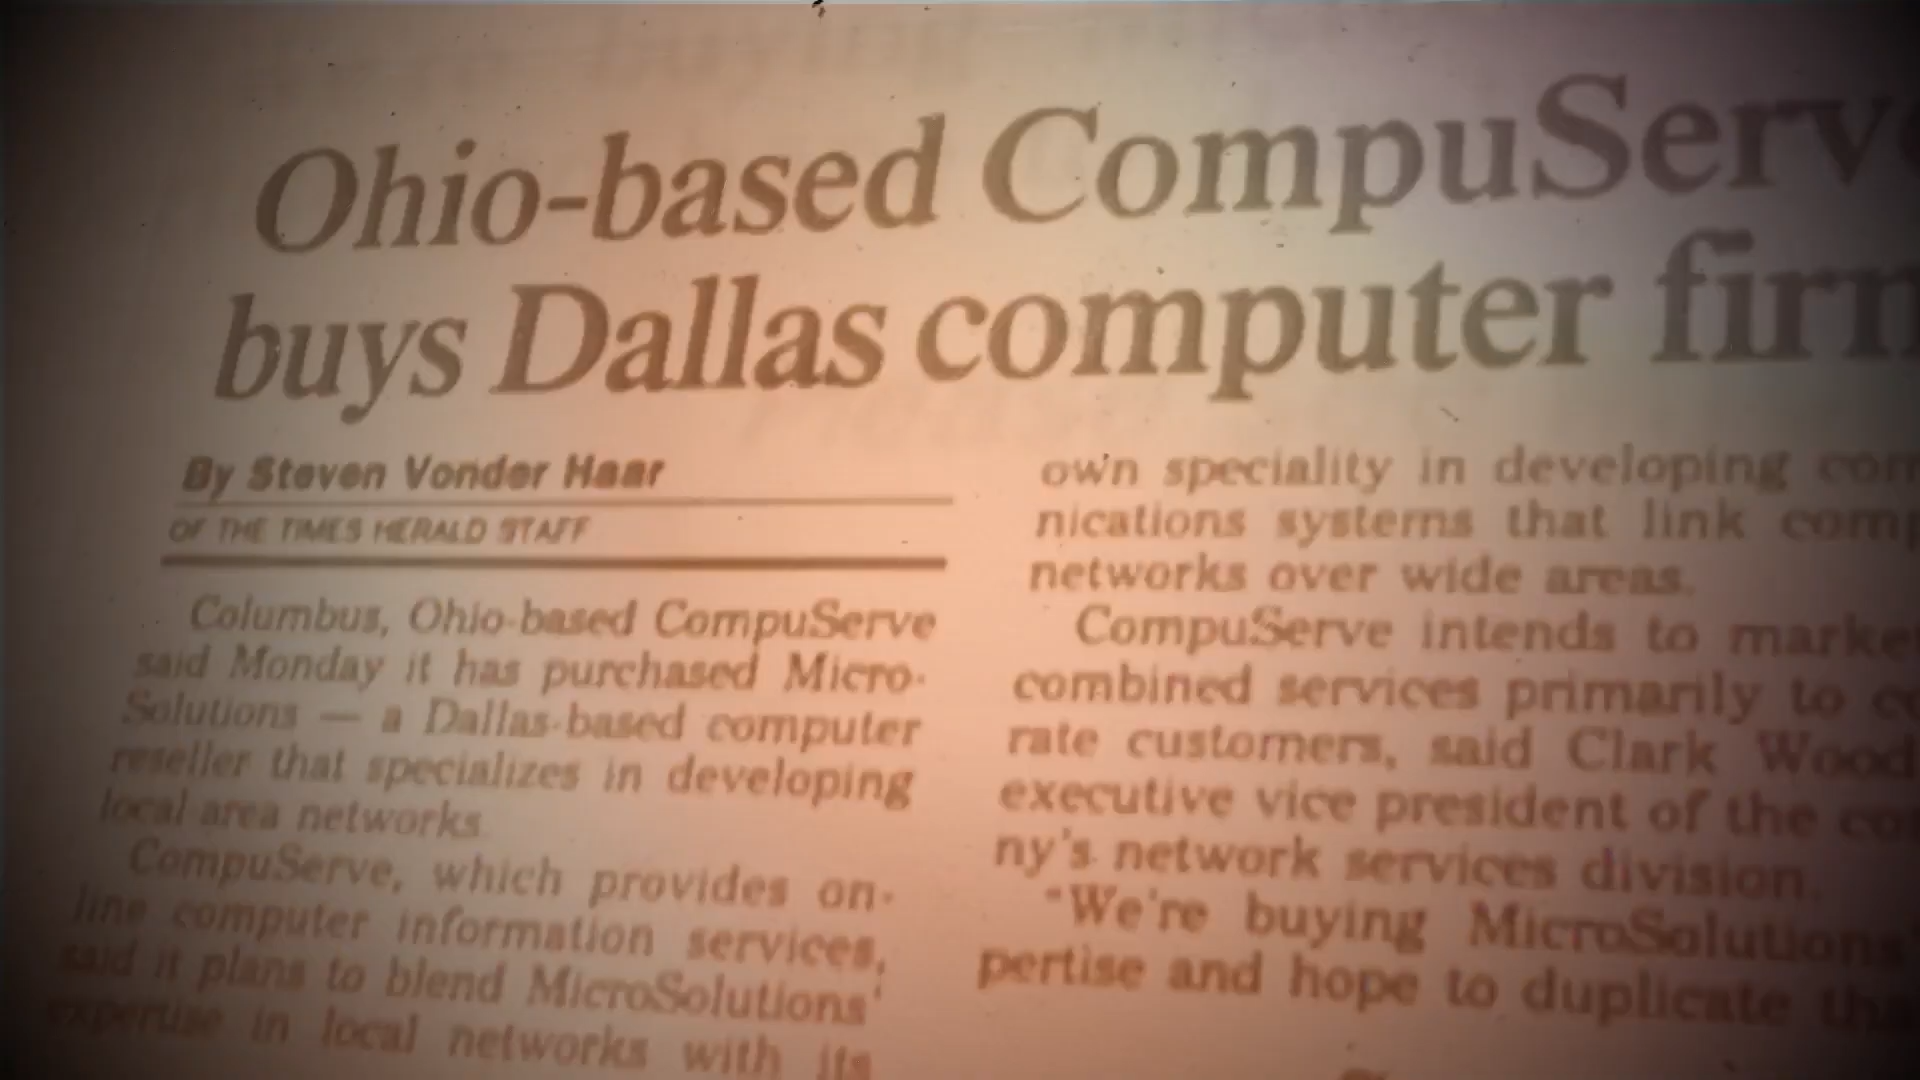 Ohio-based CompuServe
buys Dallas computer firm
By Steven Vonder Haar
OF THE TIMES HERALD STAFF
Columbus, Ohio-based CompuServe
said Monday it has purchased Micro-
Solutions — a Dallas-based computer
reseller that specializes in developing
local area networks
CompuServe, which provides on-
line computer information services,
said it plans to blend MicroSolutions'
expertise in local networks with its
own speciality in developing com
nications systems that link comp
networks over wide areas.
CompuServe intends to marke
combined services primarily to co
rate customers, said Clark Wood
executive vice president of the co
ny's network services division.
"We're buying MicroSolutions'
pertise and hope to duplicate tha